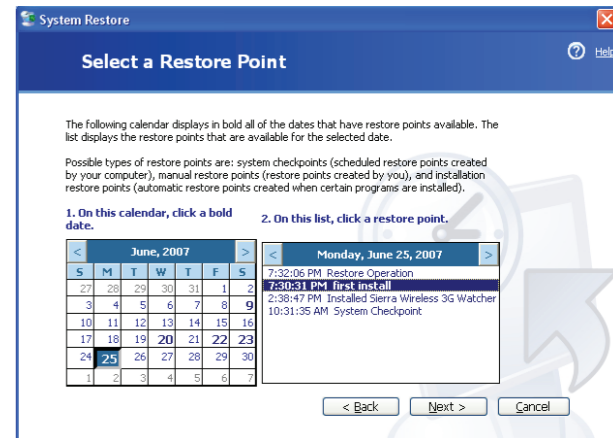 System Restore
Select a Restore Point
Help
The following calendar displays in bold all of the dates that have restore points available. The
list displays the restore points that are available for the selected date.
Possible types of restore points are: system checkpoints (scheduled restore points created
by your computer), manual restore points (restore points created by you), and installation
restore points (automatic restore points created when certain programs are installed).
1. On this calendar, click a bold
date.
2. On this list, click a restore point.
< June, 2007 >
S M T W T F S
27 28 29 30 31 1 2
3 4 5 6 7 8 9
10 11 12 13 14 15 16
17 18 19 20 21 22 23
24 25 26 27 28 29 30
1 2 3 4 5 6 7
< Monday, June 25, 2007 >
7:32:06 PM Restore Operation
7:30:31 PM first install
2:38:47 PM Installed Sierra Wireless 3G Watcher
10:31:35 AM System Checkpoint
< Back
Next >
Cancel